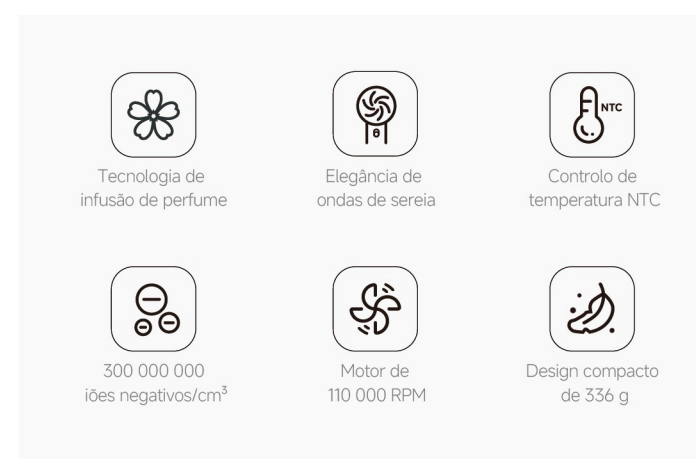 NTC
Tecnologia de
infusão de perfume
Elegância de
ondas de sereia
Controlo de
temperatura NTC
300 000 000
iões negativos/cm³
Motor de
110 000 RPM
Design compacto
de 336 g